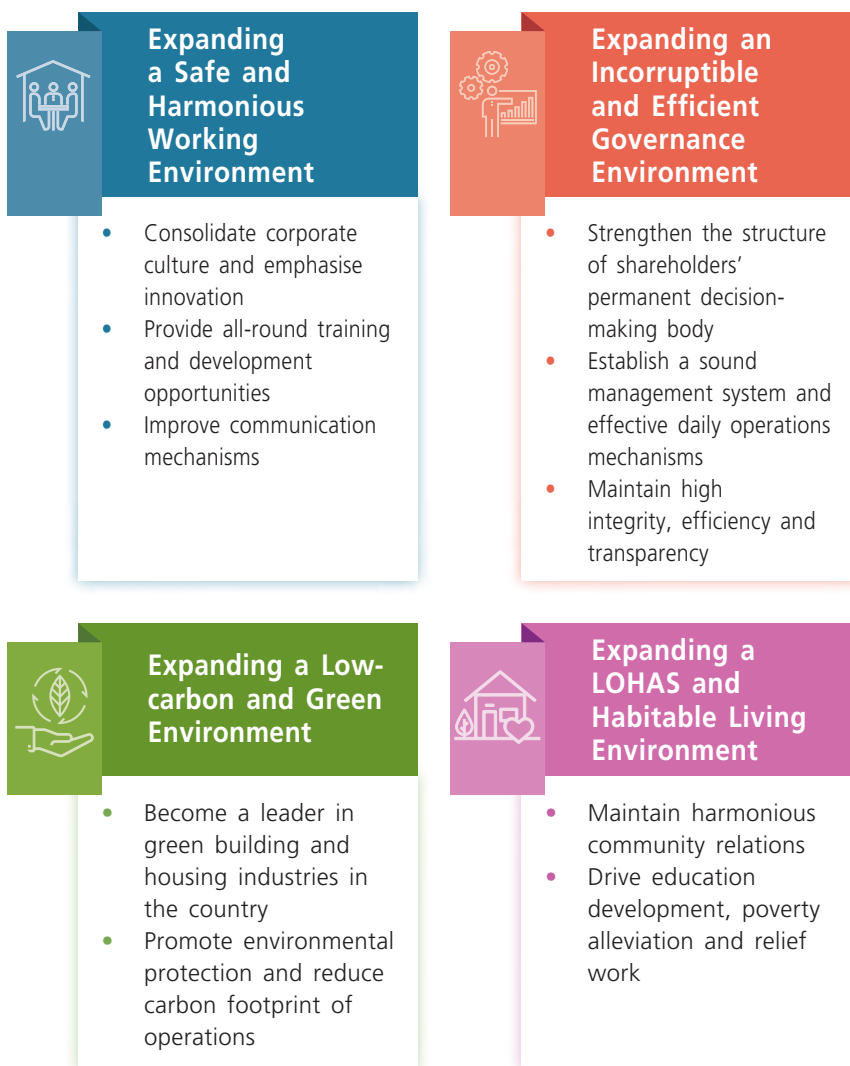 Expanding
a Safe and
Harmonious
Working
Environment
• Consolidate corporate
culture and emphasise
innovation
• Provide all-round training
and development
opportunities
• Improve communication
mechanisms
Expanding an
Incorruptible
and Efficient
Governance
Environment
• Strengthen the structure
of shareholders’
permanent decision-
making body
• Establish a sound
management system and
effective daily operations
mechanisms
• Maintain high
integrity, efficiency and
transparency
Expanding a Low-
carbon and Green
Environment
• Become a leader in
green building and
housing industries in
the country
• Promote environmental
protection and reduce
carbon footprint of
operations
Expanding a
LOHAS and
Habitable Living
Environment
• Maintain harmonious
community relations
• Drive education
development, poverty
alleviation and relief
work